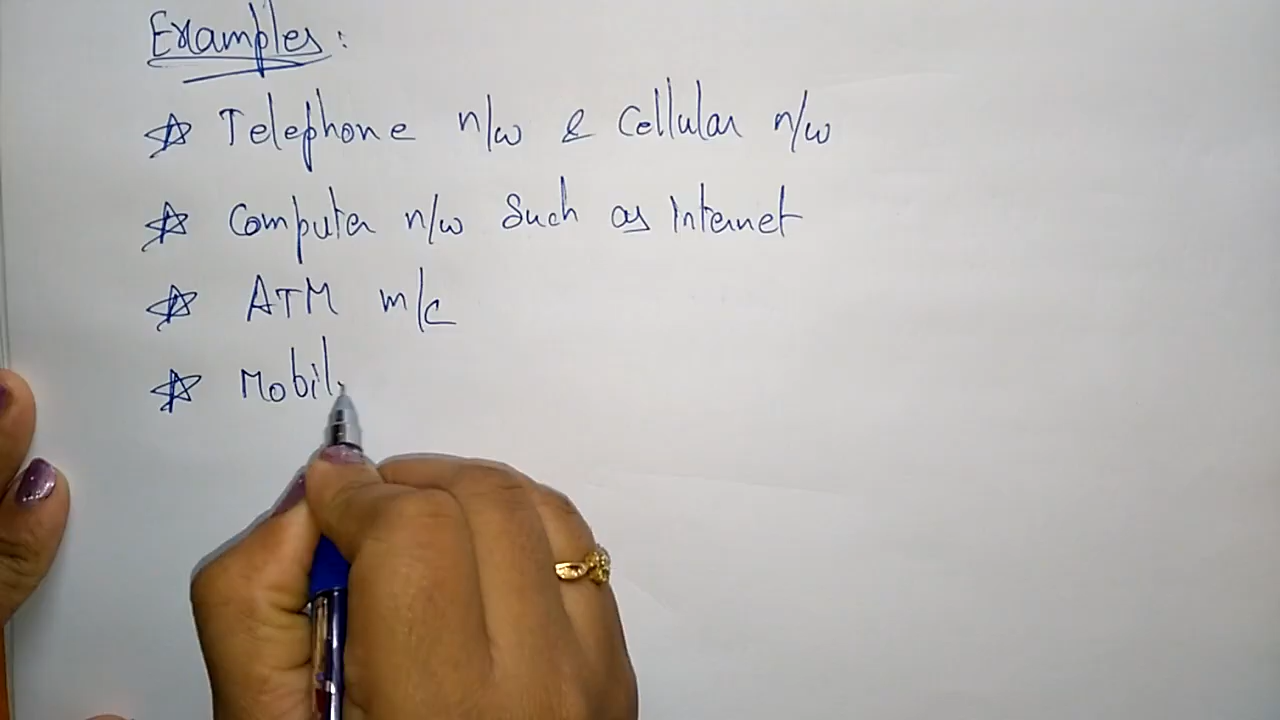 Examples:
☆ Telephone n/w & Cellular n/w
☆ Computer n/w Such as Internet
☆ ATM m/c
☆ Mobil